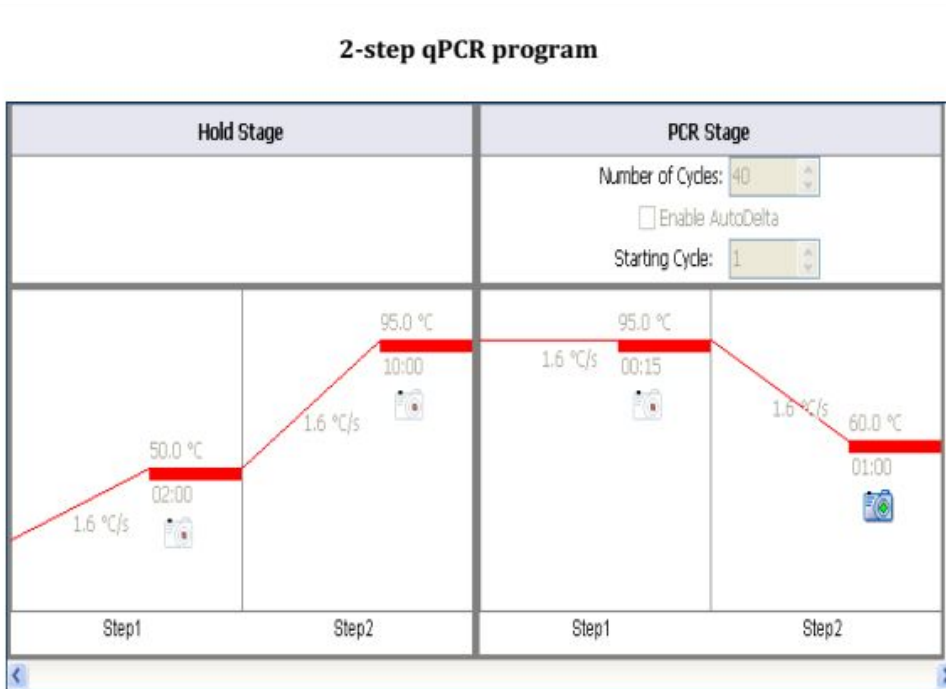 2-step qPCR program
Hold Stage
PCR Stage
Number of Cycles: 40
Enable AutoDelta
Starting Cycle: 1
50.0 °C
02:00
1.6 °C/s
95.0 °C
10:00
1.6 °C/s
95.0 °C
1.6 °C/s
00:15
1.6 °C/s
60.0 °C
01:00
Step1
Step2
Step1
Step2